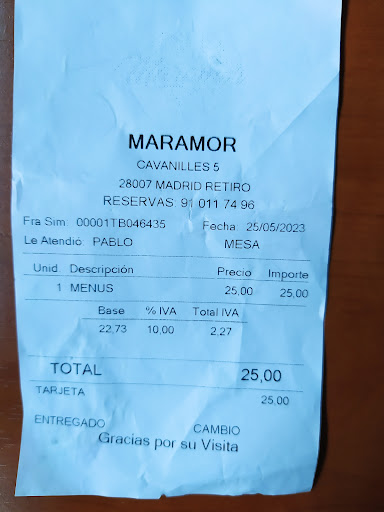 MARAMOR
CAVANILLES 5
28007 MADRID RETIRO
RESERVAS: 91 011 74 96
Fra Sim: 00001TB046435 Fecha: 25/05/2023
Le Atendió: PABLO MESA
Unid Descripción Precio Importe
1 MENUS 25,00 25,00
Base % IVA Total IVA
22,73 10,00 2,27
TOTAL 25,00
TARJETA 25,00
ENTREGADO CAMBIO
Gracias por su Visita